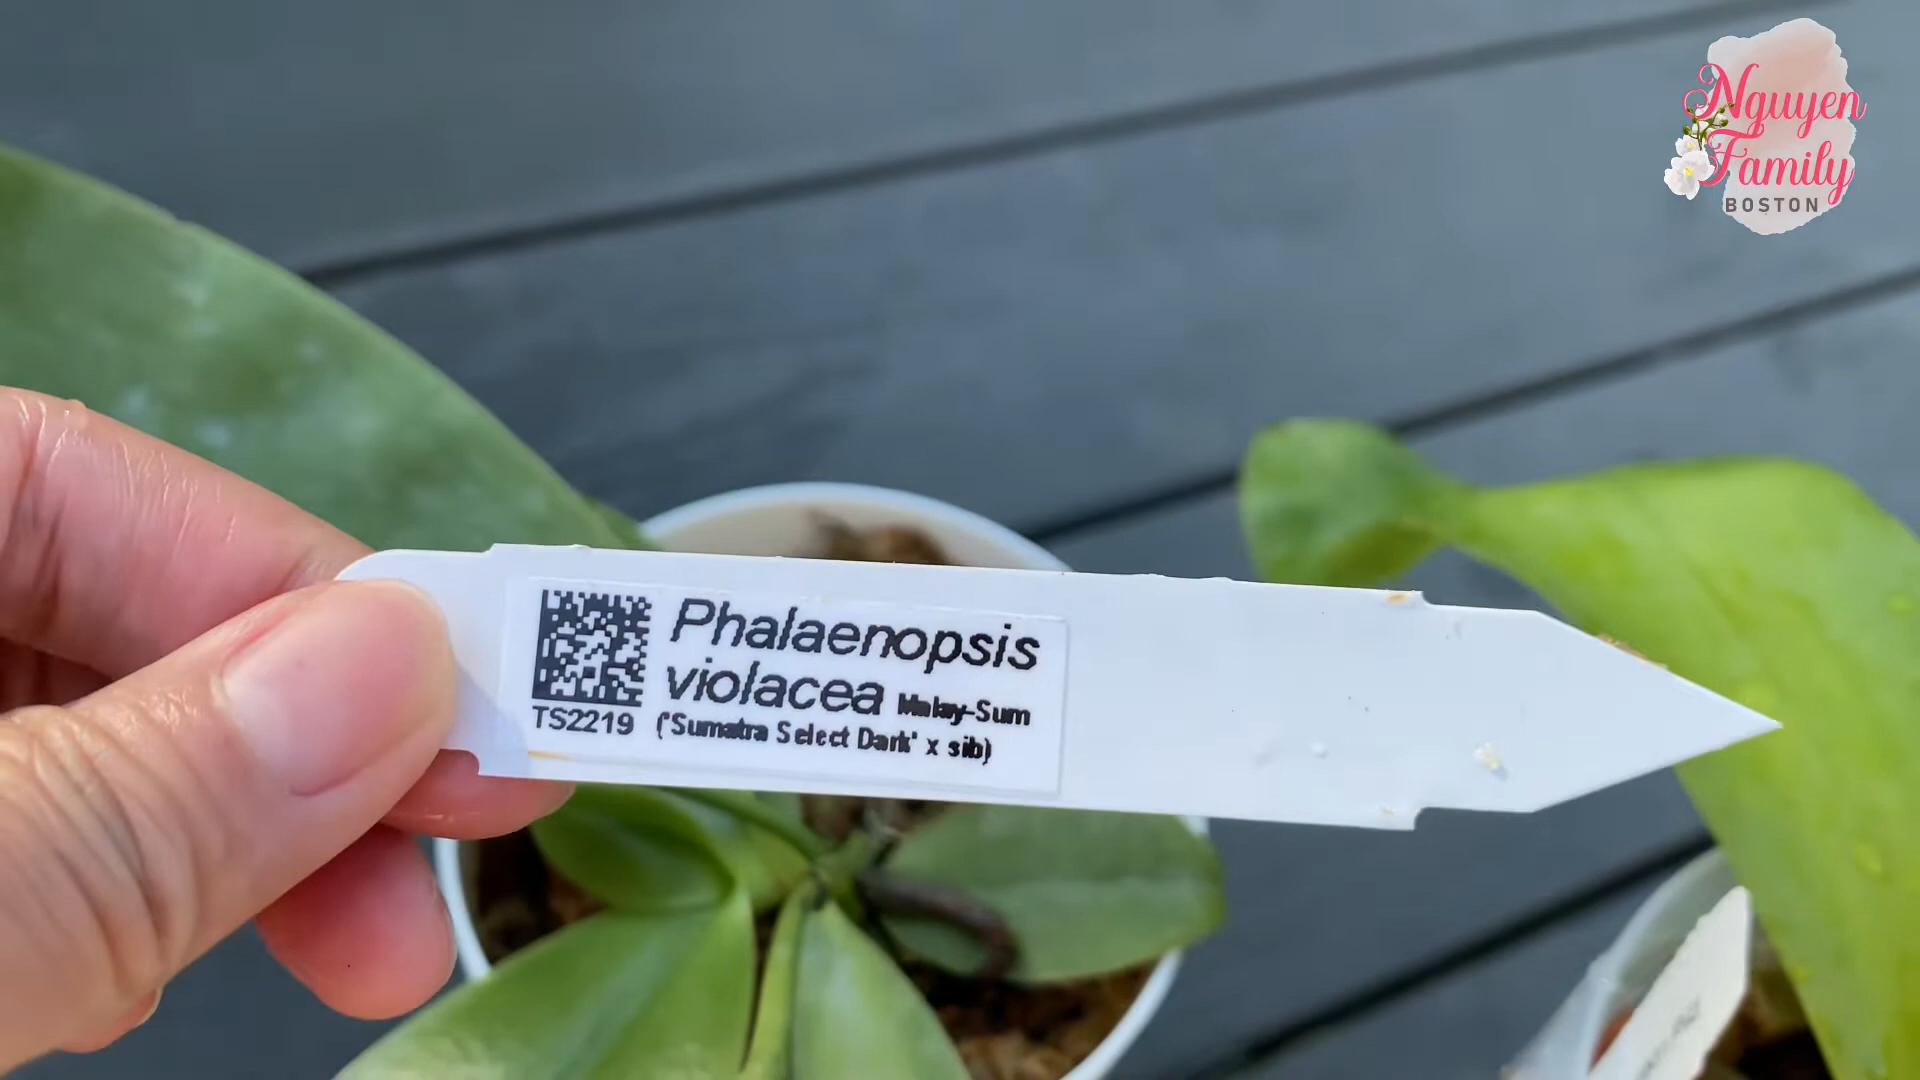 Nguyen
Family
BOSTON
Phalaenopsis
violacea Malay-Sum
TS2219 ('Sumatra Select Dark' x sib)